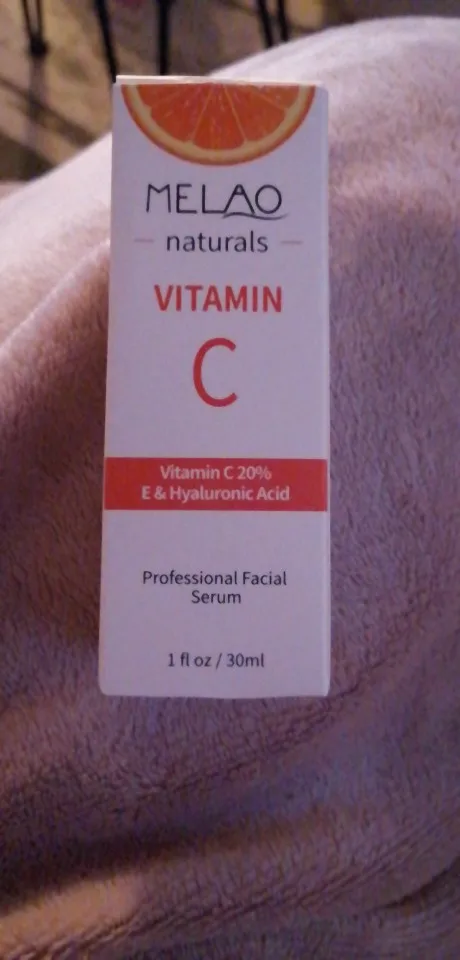 MELAO
naturals
VITAMIN
C
Vitamin C 20%
E & Hyaluronic Acid
Professional Facial
Serum
1 fl oz / 30ml